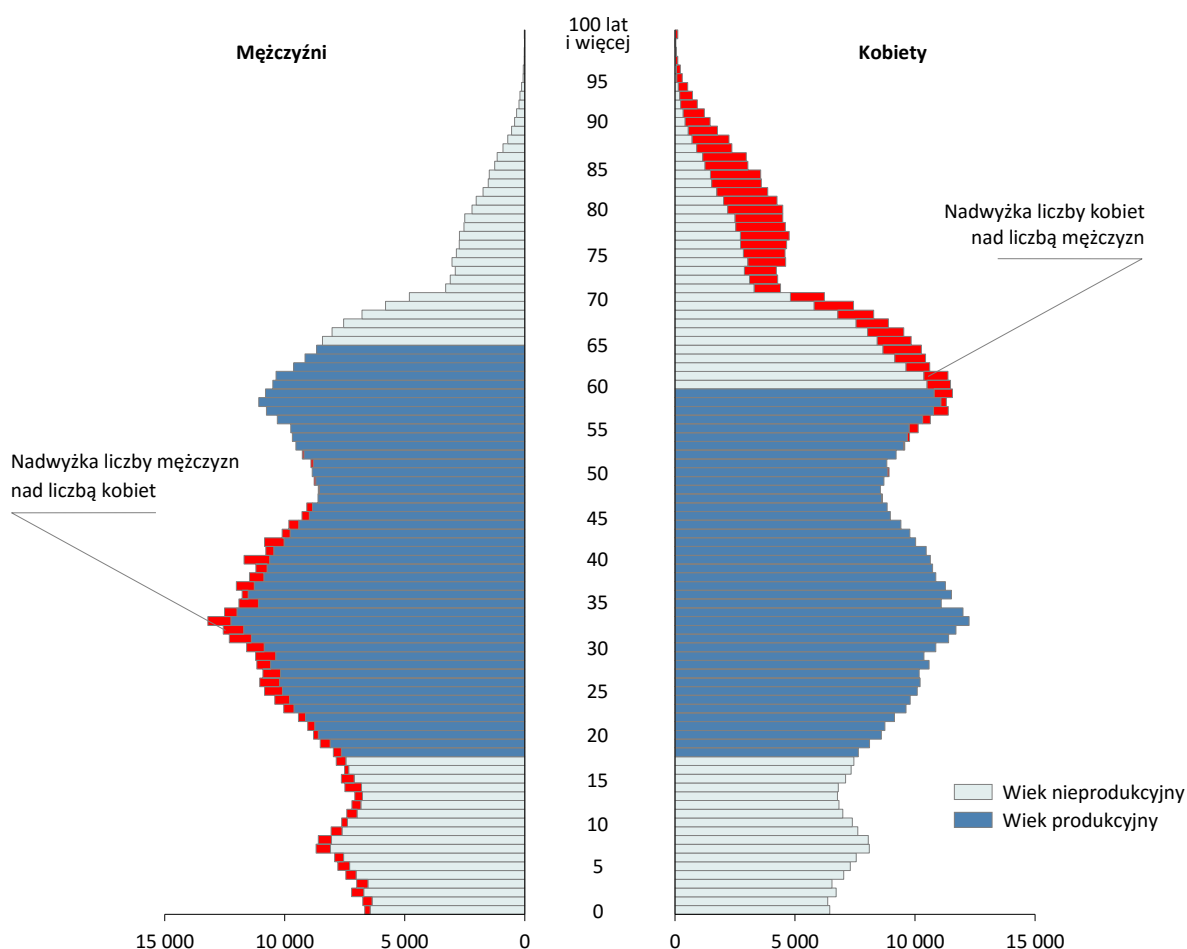 100 lat
i więcej
Mężczyźni
Kobiety
95
90
85
80
75
70
65
60
55
50
45
40
35
30
25
20
15
10
5
0
Nadwyżka liczby kobiet
nad liczbą mężczyzn
Nadwyżka liczby mężczyzn
nad liczbą kobiet
Wiek nieprodukcyjny
Wiek produkcyjny
15 000 10 000 5 000 0
0 5 000 10 000 15 000